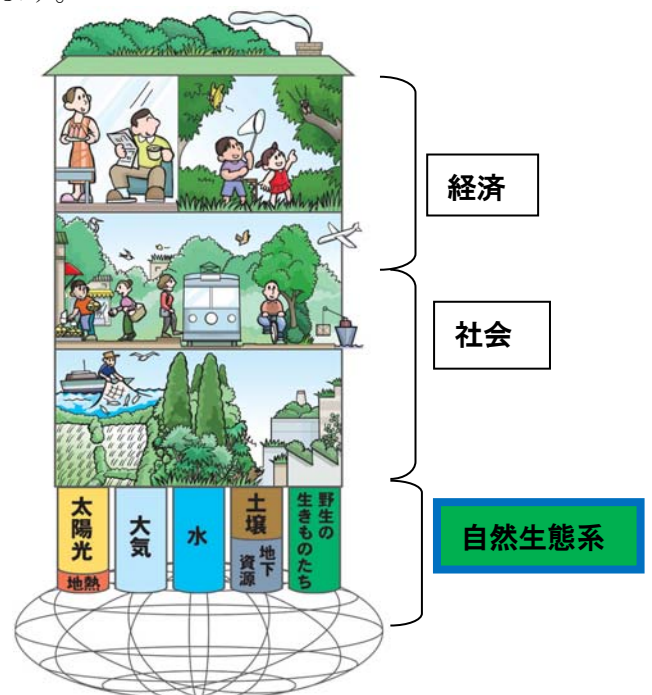 経済
社会
自然生態系
太陽光
地熱
大気
水
土壌
地下
資源
野生の
生きものたち